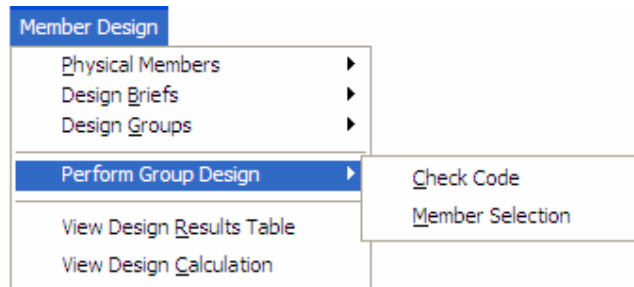 Member Design
Physical Members
Design Briefs
Design Groups
Perform Group Design
Check Code
Member Selection
View Design Results Table
View Design Calculation